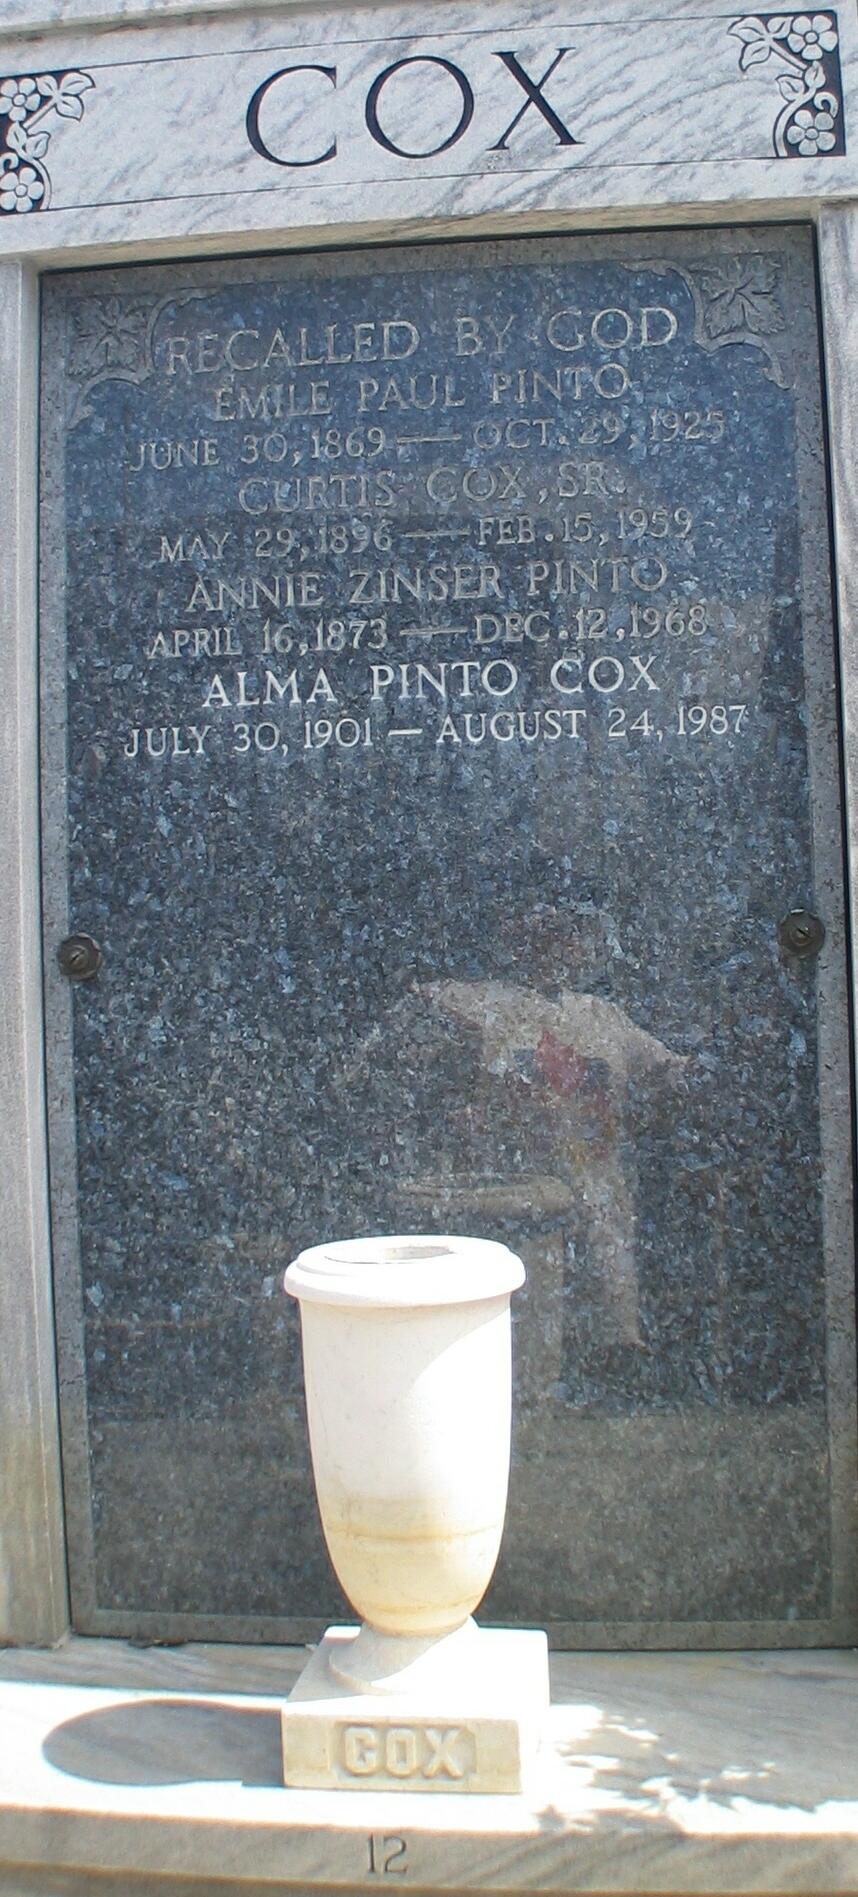 COX
RECALLED BY GOD
EMILE PAUL PINTO
JUNE 30, 1869 — OCT. 29, 1925
CURTIS COX, SR.
MAY 29, 1896 — FEB. 15, 1959
ANNIE ZINSER PINTO
APRIL 16, 1873 — DEC. 12, 1968
ALMA PINTO COX
JULY 30, 1901 — AUGUST 24, 1987
COX
12